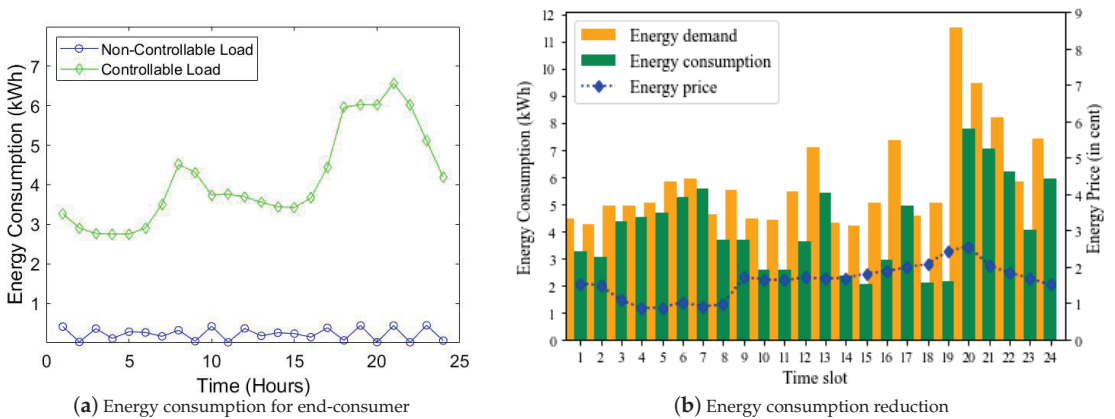 Non-Controllable Load
Controllable Load
7
6
5
4
3
2
1
Energy Consumption (kWh)
0 5 10 15 20 25
Time (Hours)
(a) Energy consumption for end-consumer
Energy demand
Energy consumption
Energy price
12
11
10
9
8
7
6
5
4
3
2
1
0
Energy Consumption (kWh)
9
8
7
6
5
4
3
2
1
0
Energy Price (in cent)
1 2 3 4 5 6 7 8 9 10 11 12 13 14 15 16 17 18 19 20 21 22 23 24
Time slot
(b) Energy consumption reduction